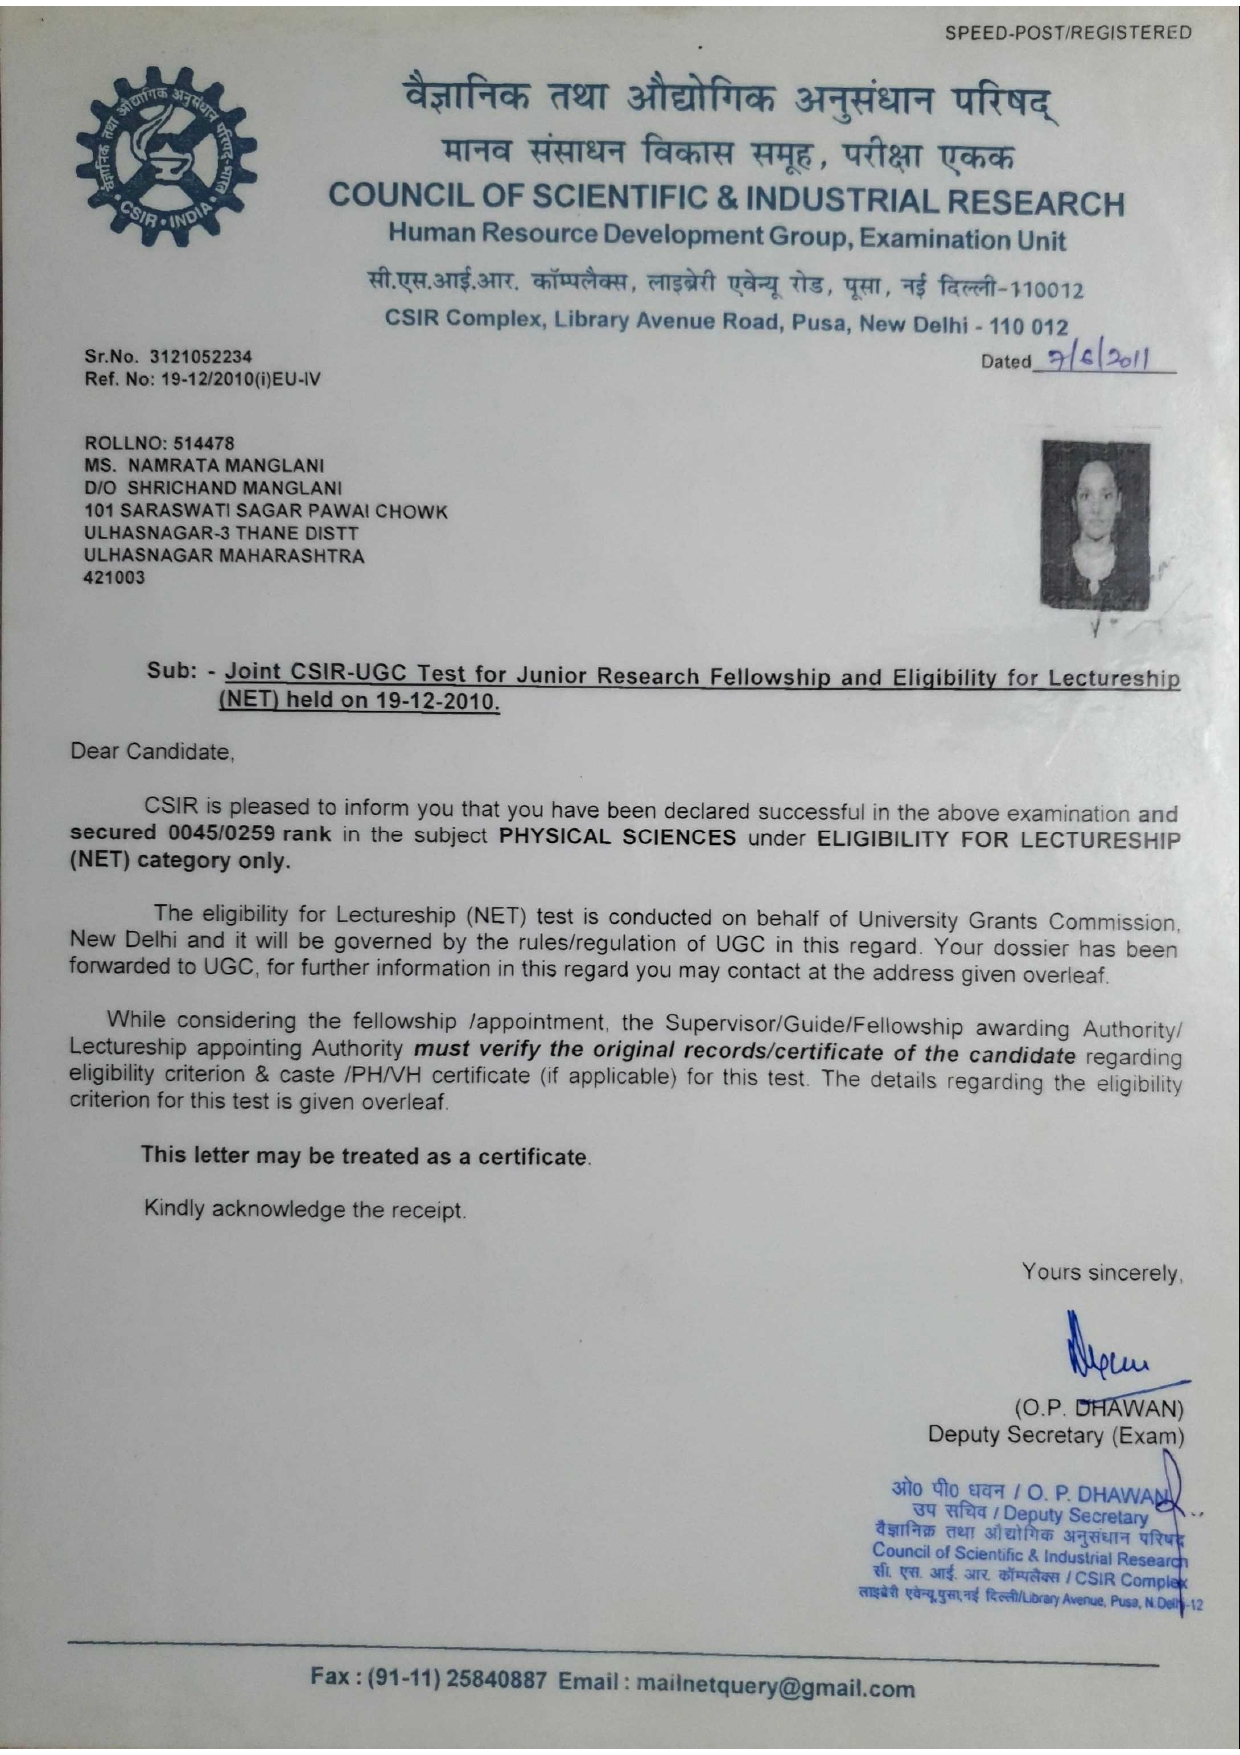 SPEED-POST/REGISTERED
वैज्ञानिक तथा औद्योगिक अनुसंधान परिषद्
मानव संसाधन विकास समूह, परीक्षा एकक
COUNCIL OF SCIENTIFIC & INDUSTRIAL RESEARCH
Human Resource Development Group, Examination Unit
सी.एस.आई.आर. कॉम्पलैक्स, लाइब्रेरी एवेन्यू रोड, पूसा, नई दिल्ली-110012
CSIR Complex, Library Avenue Road, Pusa, New Delhi - 110 012
वैज्ञानिक तथा औद्योगिक अनुसंधान परिषद-भारत
CSIR-INDIA
Sr.No. 3121052234
Dated 7/6/2011
Ref. No: 19-12/2010(i)EU-IV
ROLLNO: 514478
MS. NAMRATA MANGLANI
D/O SHRICHAND MANGLANI
101 SARASWATI SAGAR PAWAI CHOWK
ULHASNAGAR-3 THANE DISTT
ULHASNAGAR MAHARASHTRA
421003
Sub: - Joint CSIR-UGC Test for Junior Research Fellowship and Eligibility for Lectureship
(NET) held on 19-12-2010.
Dear Candidate,
CSIR is pleased to inform you that you have been declared successful in the above examination and
secured 0045/0259 rank in the subject PHYSICAL SCIENCES under ELIGIBILITY FOR LECTURESHIP
(NET) category only.
The eligibility for Lectureship (NET) test is conducted on behalf of University Grants Commission,
New Delhi and it will be governed by the rules/regulation of UGC in this regard. Your dossier has been
forwarded to UGC, for further information in this regard you may contact at the address given overleaf.
While considering the fellowship /appointment, the Supervisor/Guide/Fellowship awarding Authority/
Lectureship appointing Authority must verify the original records/certificate of the candidate regarding
eligibility criterion & caste /PH/VH certificate (if applicable) for this test. The details regarding the eligibility
criterion for this test is given overleaf.
This letter may be treated as a certificate.
Kindly acknowledge the receipt.
Yours sincerely,
(O.P. DHAWAN)
Deputy Secretary (Exam)
ओ0 पी0 धवन / O. P. DHAWAN
उप सचिव / Deputy Secretary
वैज्ञानिक तथा औद्योगिक अनुसंधान परिषद
Council of Scientific & Industrial Research
सी. एस. आई. आर. कॉम्पलैक्स / CSIR Complex
लाइब्रेरी एवेन्यू,पुसा,नई दिल्ली/Library Avenue, Pusa, N.Delhi-12
Fax : (91-11) 25840887 Email : mailnetquery@gmail.com